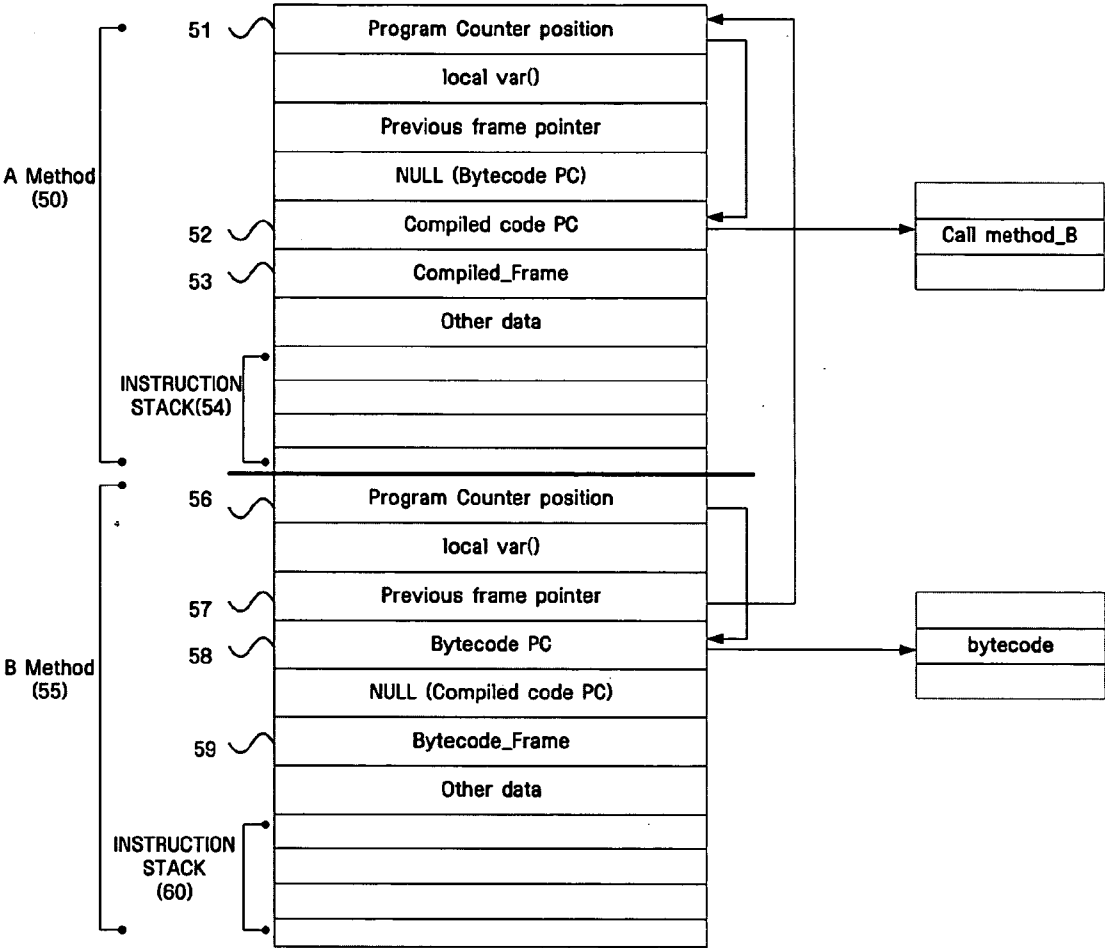 51
Program Counter position
local var()
Previous frame pointer
NULL (Bytecode PC)
A Method
(50)
52
Compiled code PC
Call method_B
53
Compiled_Frame
Other data
INSTRUCTION
STACK(54)
56
Program Counter position
local var()
57
Previous frame pointer
58
Bytecode PC
bytecode
B Method
(55)
NULL (Compiled code PC)
59
Bytecode_Frame
Other data
INSTRUCTION
STACK
(60)